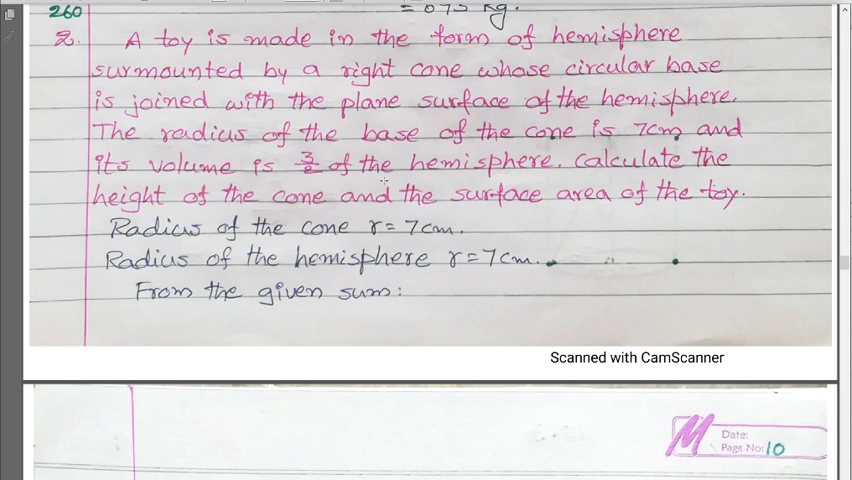 260
= 075 kg.
2. A toy is made in the form of hemisphere
surmounted by a right cone whose circular base
is joined with the plane surface of the hemisphere.
The radius of the base of the cone is 7cm and
its volume is 3/2 of the hemisphere. Calculate the
height of the cone and the surface area of the toy.
Radius of the cone r = 7cm.
Radius of the hemisphere r = 7cm.
From the given sum:
Scanned with CamScanner
M
Date:
Page No: 10